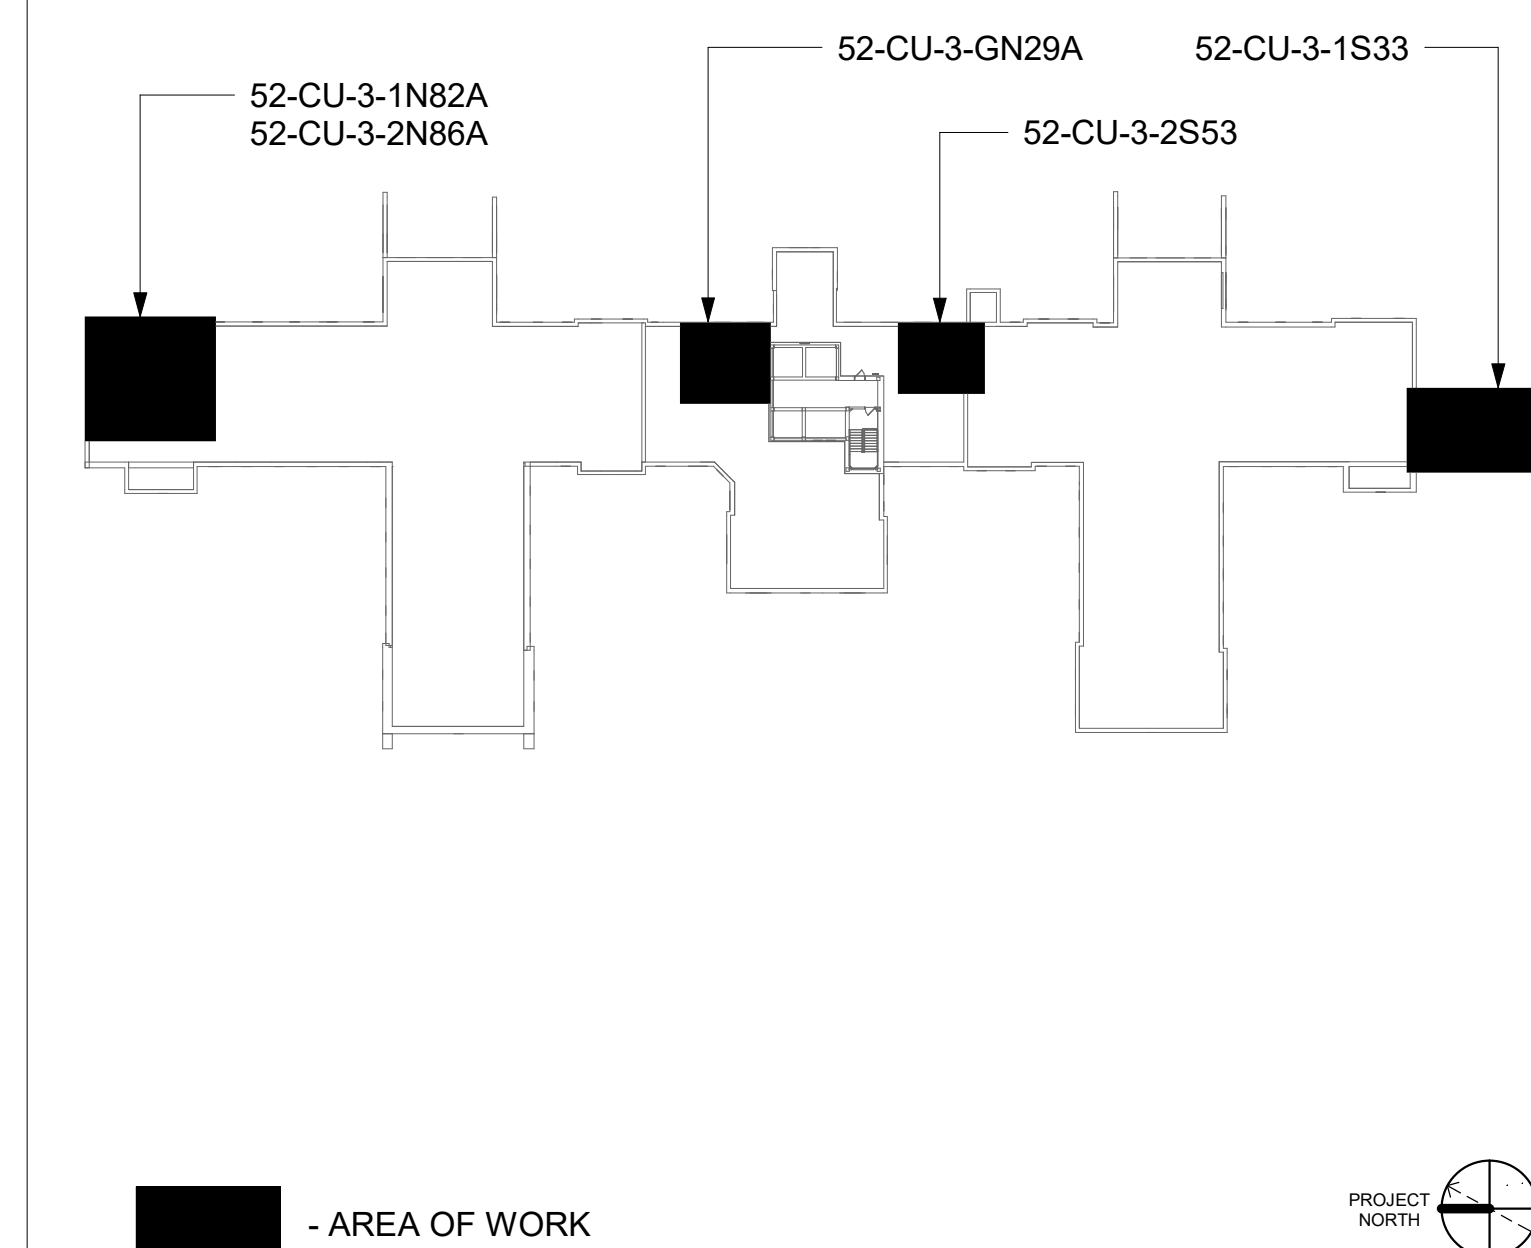 52-CU-3-GN29A
52-CU-3-1S33
52-CU-3-1N82A
52-CU-3-2N86A
52-CU-3-2S53
- AREA OF WORK
PROJECT
NORTH